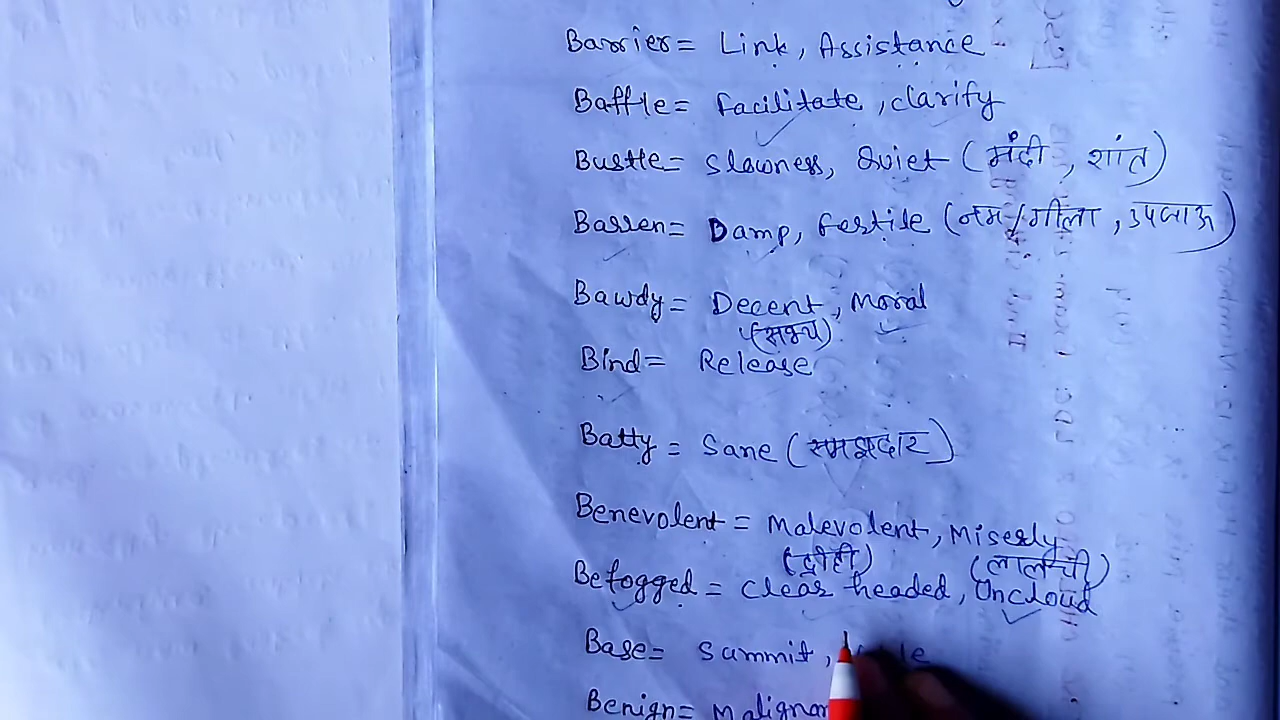 Barrier= Link, Assistance
Baffle= facilitate, clarify
Bustle= Slowness, Quiet (मंदी, शांत)
Barren= Damp, fertile (नम/गीला, उपजाऊ)
Bawdy= Decent, Moral
(सभ्य)
Bind= Release
Batty= Sane (समझदार)
Benevolent= Malevolent, Miserly
(द्रोही) (लालची)
Befogged= Clear headed, Uncloud
Base= Summit,
Benign=